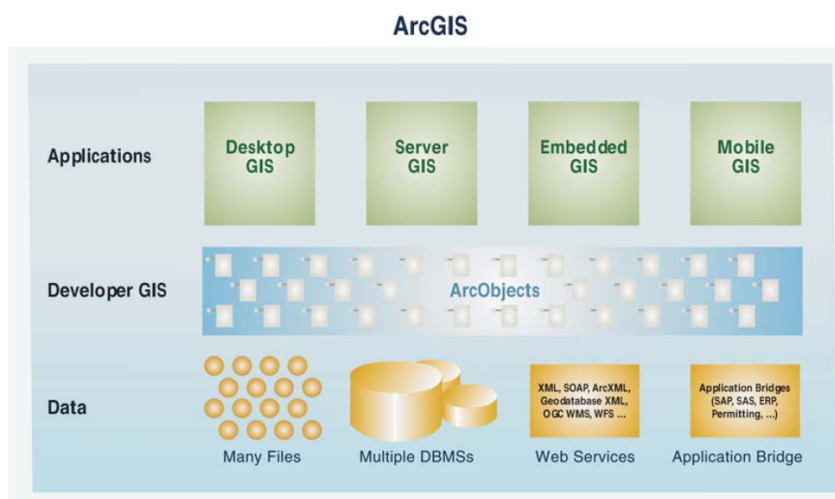 ArcGIS
Applications
Desktop
GIS
Server
GIS
Embedded
GIS
Mobile
GIS
Developer GIS
ArcObjects
Data
XML, SOAP, ArcXML,
Geodatabase XML,
OGC WMS, WFS ...
Application Bridges
(SAP, SAS, ERP,
Permitting, ...)
Many Files
Multiple DBMSs
Web Services
Application Bridge